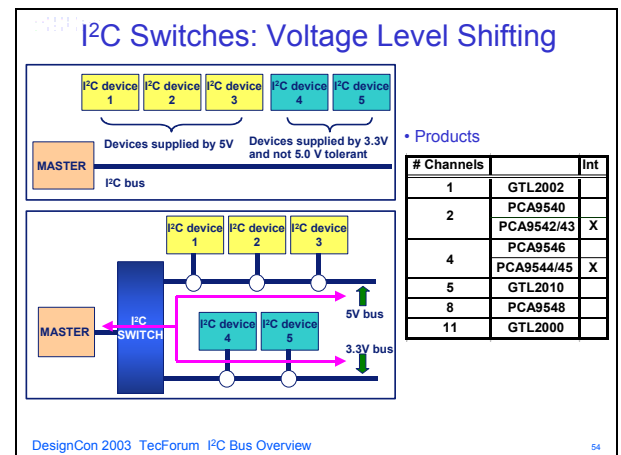 I²C Switches: Voltage Level Shifting
I²C device 1
I²C device 2
I²C device 3
I²C device 4
I²C device 5
Devices supplied by 5V
Devices supplied by 3.3V
and not 5.0 V tolerant
MASTER
I²C bus
I²C device 1
I²C device 2
I²C device 3
5V bus
MASTER
I²C
SWITCH
I²C device 4
I²C device 5
3.3V bus
• Products
# Channels Int
1 GTL2002
2 PCA9540
PCA9542/43 X
4 PCA9546
PCA9544/45 X
5 GTL2010
8 PCA9548
11 GTL2000
DesignCon 2003 TecForum I²C Bus Overview
54